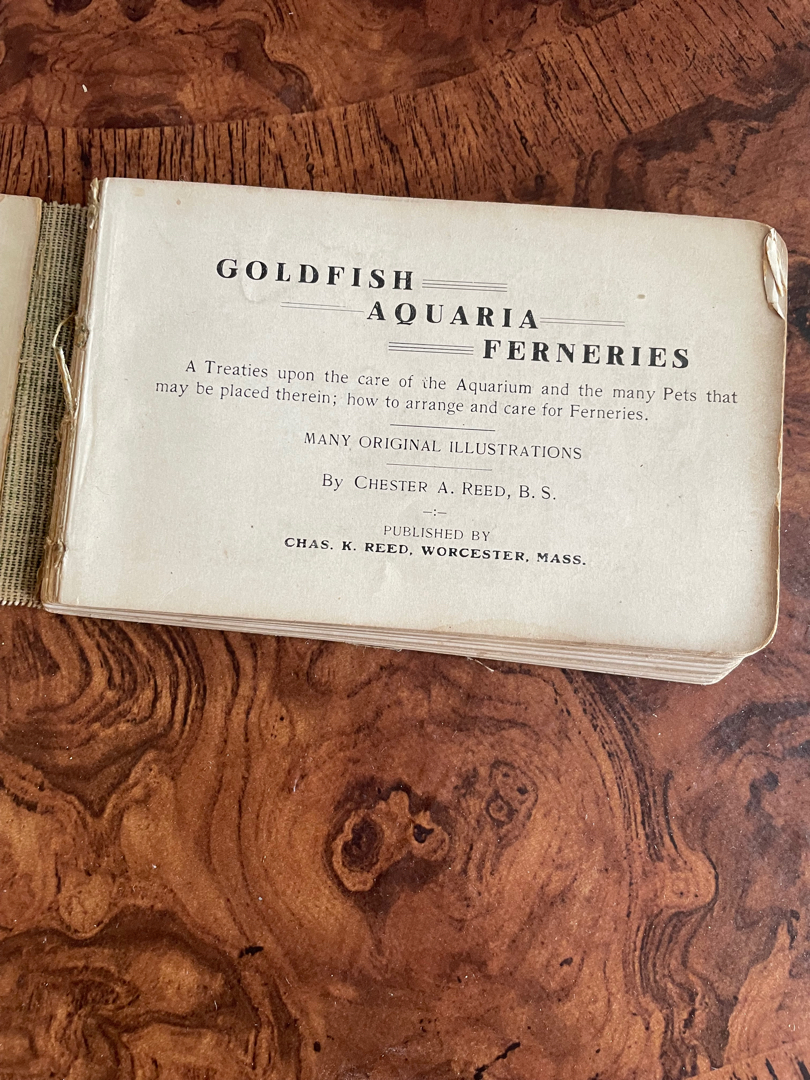 GOLDFISH
AQUARIA
FERNERIES
A Treaties upon the care of the Aquarium and the many Pets that
may be placed therein; how to arrange and care for Ferneries.
MANY ORIGINAL ILLUSTRATIONS
By CHESTER A. REED, B. S.
—:—
PUBLISHED BY
CHAS. K. REED, WORCESTER, MASS.